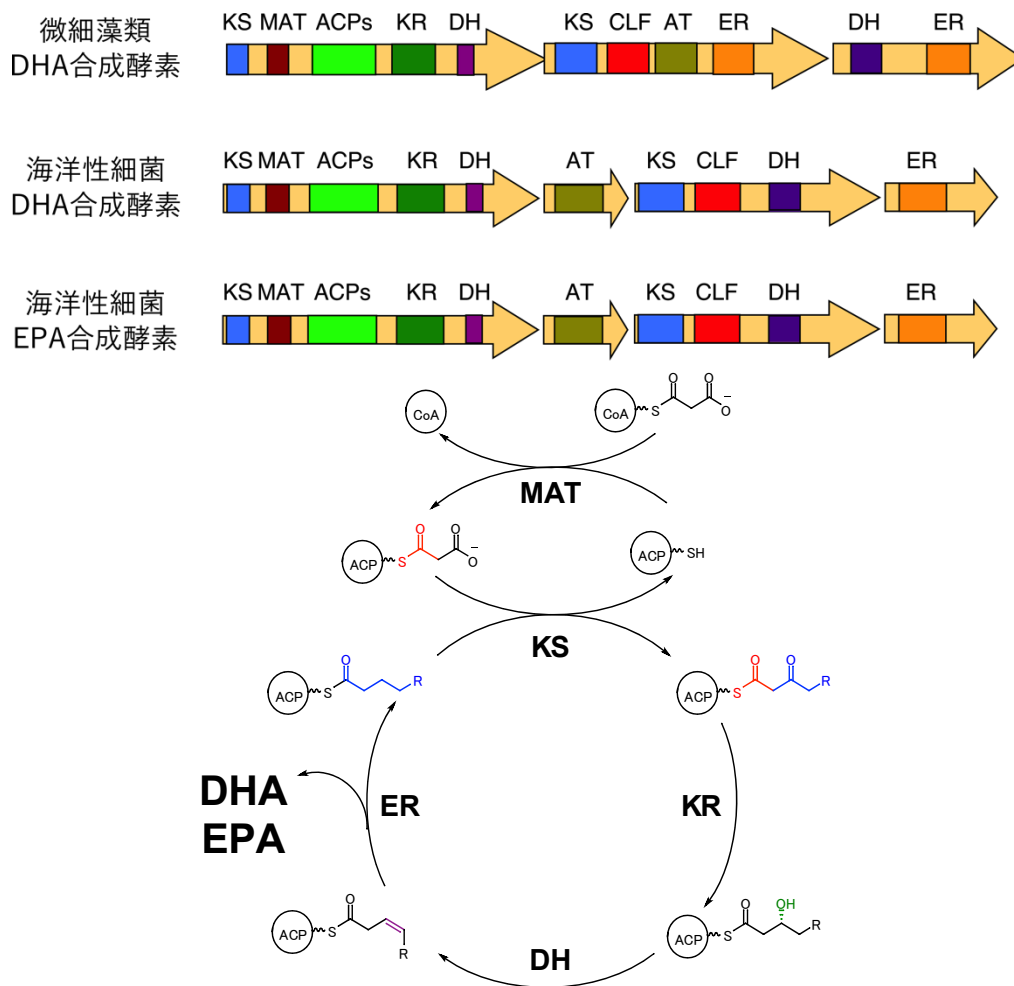 微細藻類
DHA合成酵素
KS MAT ACPs KR DH KS CLF AT ER DH ER
海洋性細菌
DHA合成酵素
KS MAT ACPs KR DH AT KS CLF DH ER
海洋性細菌
EPA合成酵素
KS MAT ACPs KR DH AT KS CLF DH ER
CoA
CoA S O O O −
MAT
ACP S O O O −
ACP SH
KS
ACP S O R
ACP S O O R
DHA
EPA
ER
KR
ACP S O R
ACP S O OH R
DH